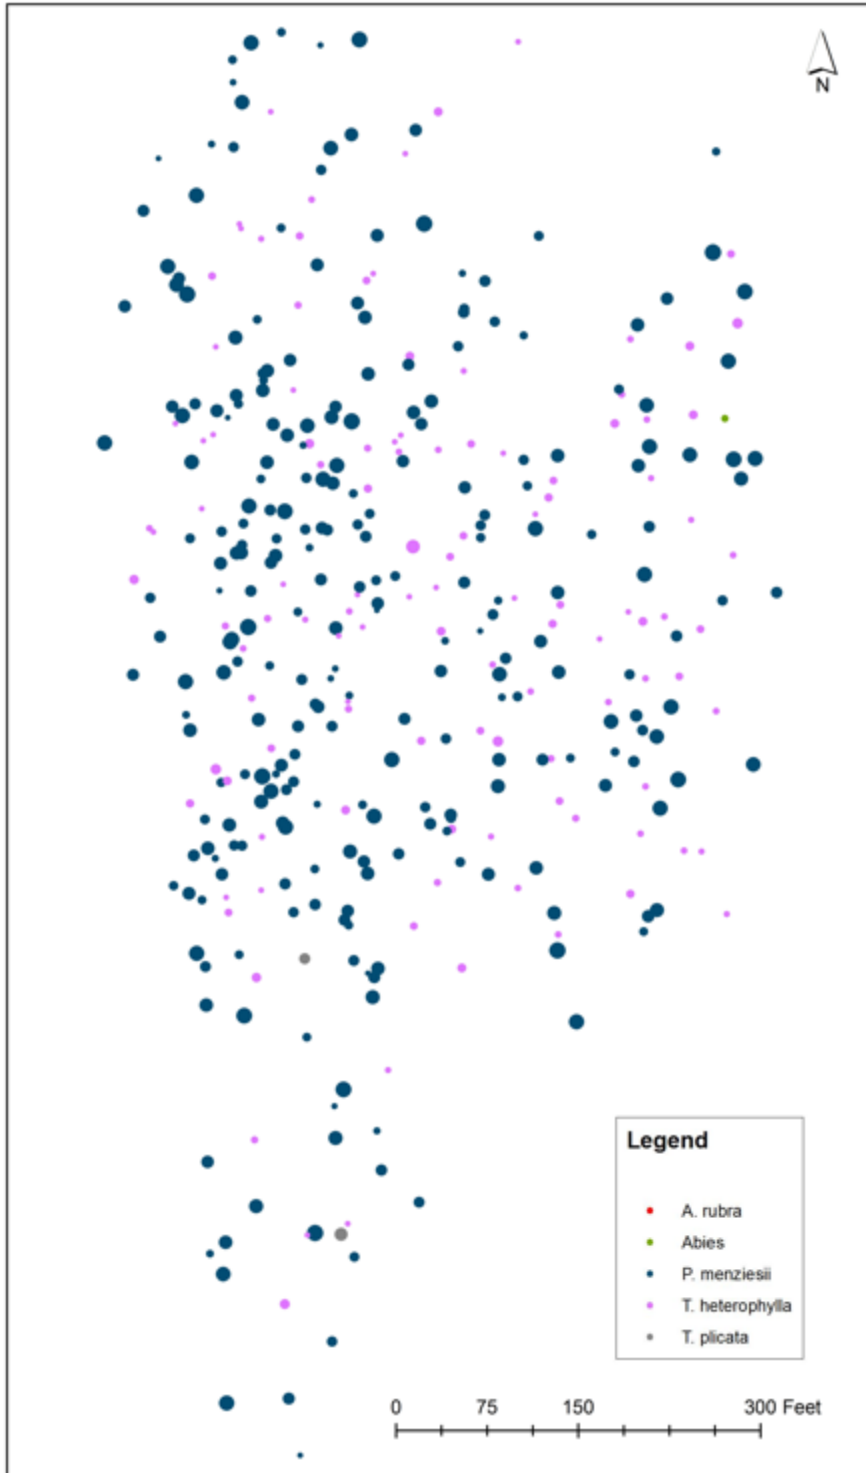 N
Legend
A. rubra
Abies
P. menziesii
T. heterophylla
T. plicata
0 75 150 300 Feet